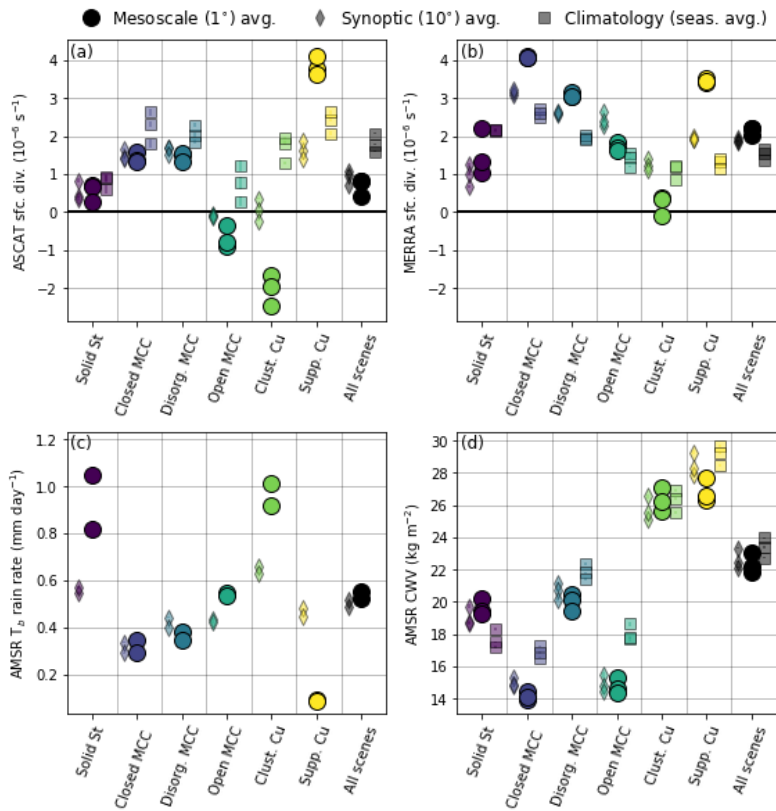 Mesoscale (1°) avg. Synoptic (10°) avg. Climatology (seas. avg.)
(a)
ASCAT sfc. div. (10⁻⁶ s⁻¹)
4
3
2
1
0
−1
−2
Solid St
Closed MCC
Disorg. MCC
Open MCC
Clust. Cu
Supp. Cu
All scenes
(b)
MERRA sfc. div. (10⁻⁶ s⁻¹)
4
3
2
1
0
−1
−2
Solid St
Closed MCC
Disorg. MCC
Open MCC
Clust. Cu
Supp. Cu
All scenes
(c)
AMSR T_b rain rate (mm day⁻¹)
1.2
1.0
0.8
0.6
0.4
0.2
Solid St
Closed MCC
Disorg. MCC
Open MCC
Clust. Cu
Supp. Cu
All scenes
(d)
AMSR CWV (kg m⁻²)
30
28
26
24
22
20
18
16
14
Solid St
Closed MCC
Disorg. MCC
Open MCC
Clust. Cu
Supp. Cu
All scenes